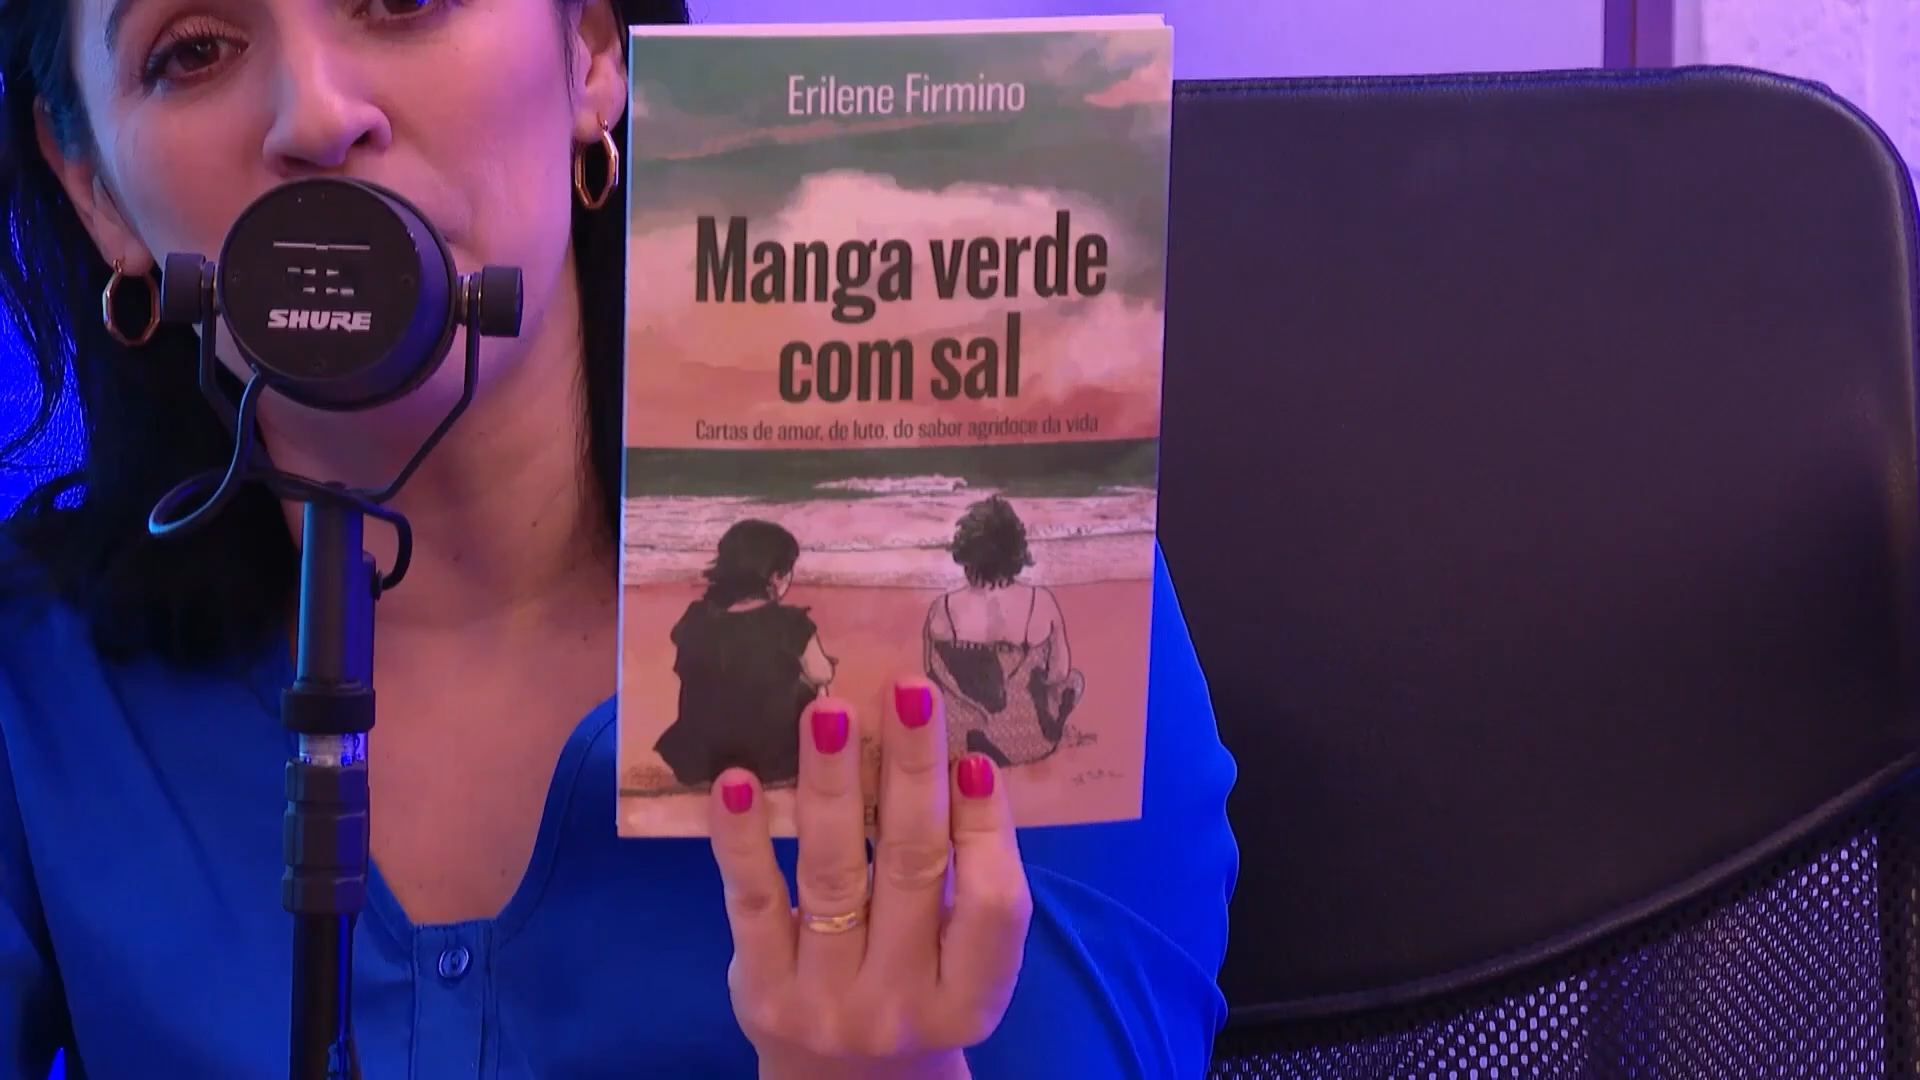 Erilene Firmino
Manga verde
com sal
Cartas de amor, de luto, do sabor agridoce da vida
SHURE